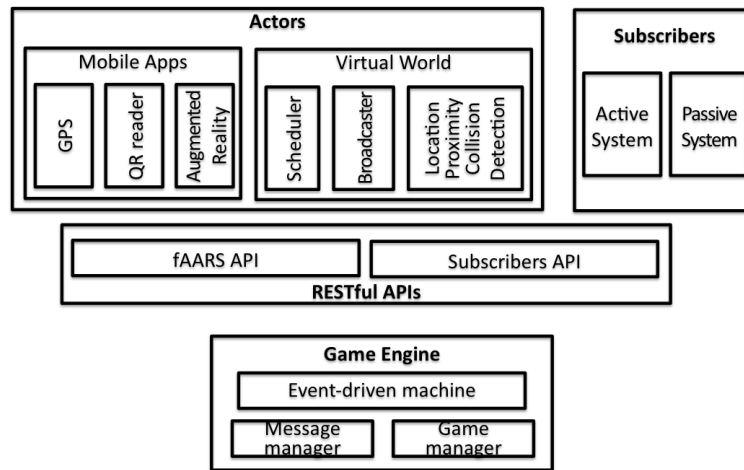 Actors
Mobile Apps
GPS
QR reader
Augmented
Reality
Virtual World
Scheduler
Broadcaster
Location
Proximity
Collision
Detection
Subscribers
Active
System
Passive
System
fAARS API
Subscribers API
RESTful APIs
Game Engine
Event-driven machine
Message
manager
Game
manager